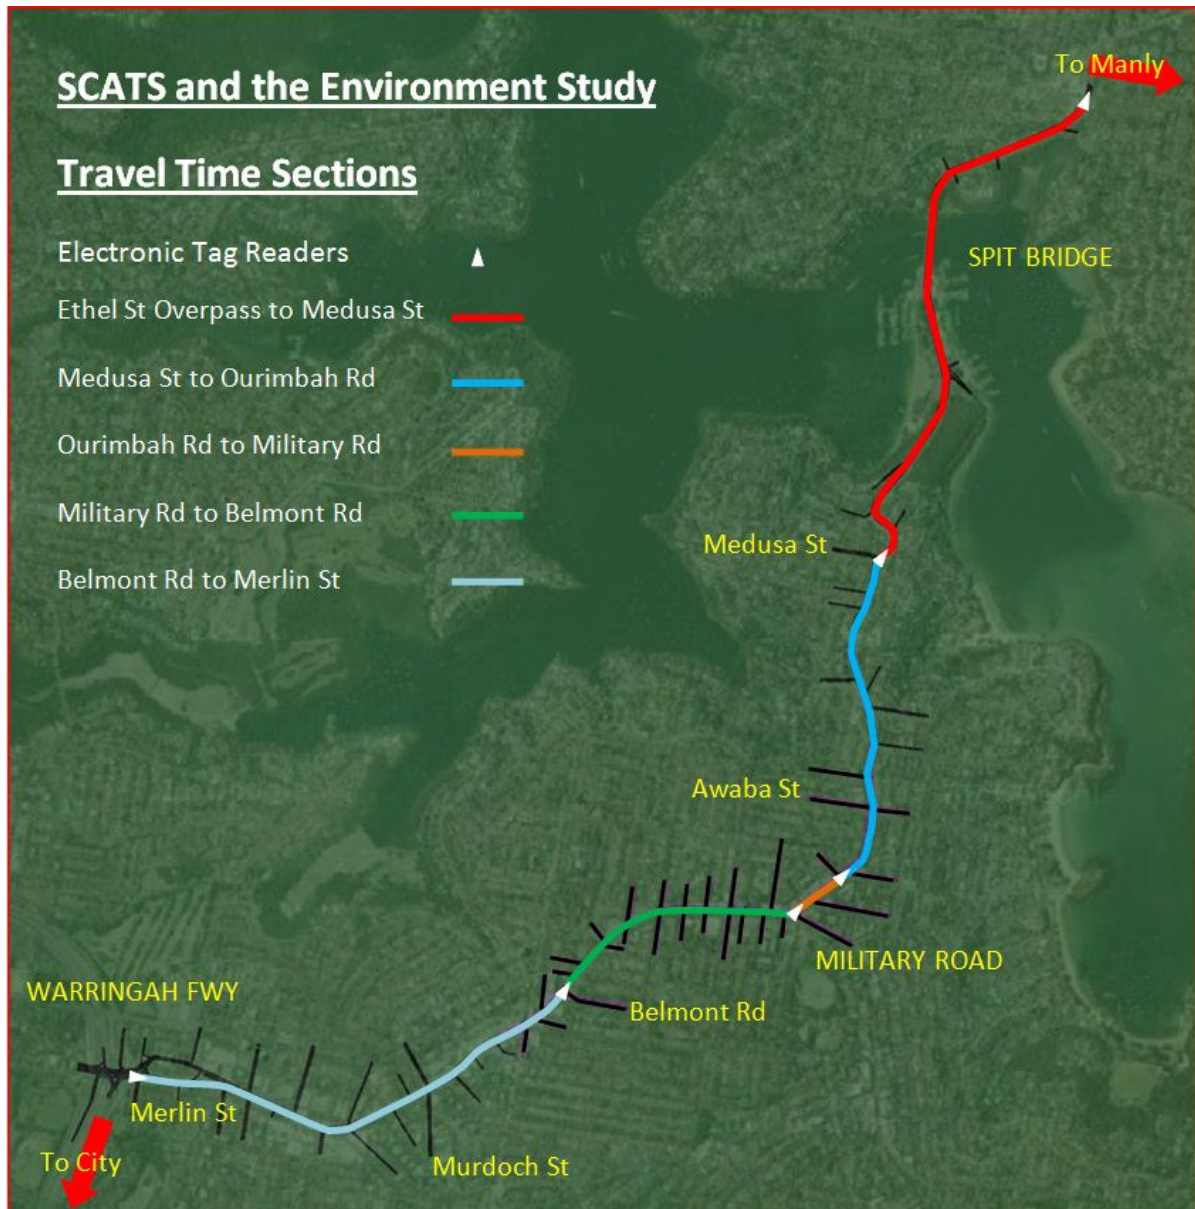 SCATS and the Environment Study
Travel Time Sections
Electronic Tag Readers
Ethel St Overpass to Medusa St
Medusa St to Ourimbah Rd
Ourimbah Rd to Military Rd
Military Rd to Belmont Rd
Belmont Rd to Merlin St
To Manly
SPIT BRIDGE
Medusa St
Awaba St
MILITARY ROAD
Belmont Rd
WARRINGAH FWY
Merlin St
Murdoch St
To City